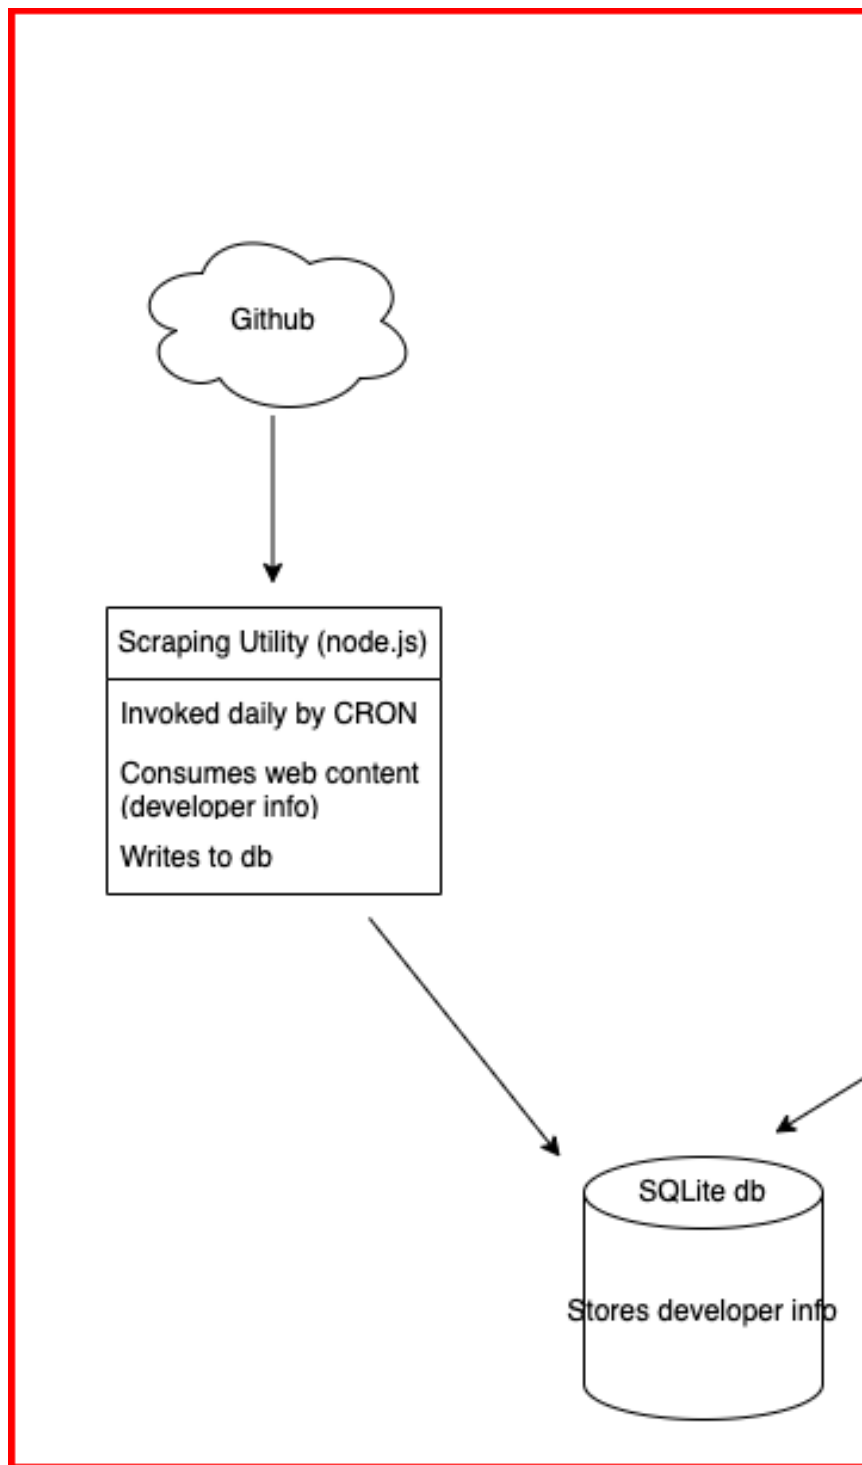 Github
Scraping Utility (node.js)
Invoked daily by CRON
Consumes web content
(developer info)
Writes to db
SQLite db
Stores developer info